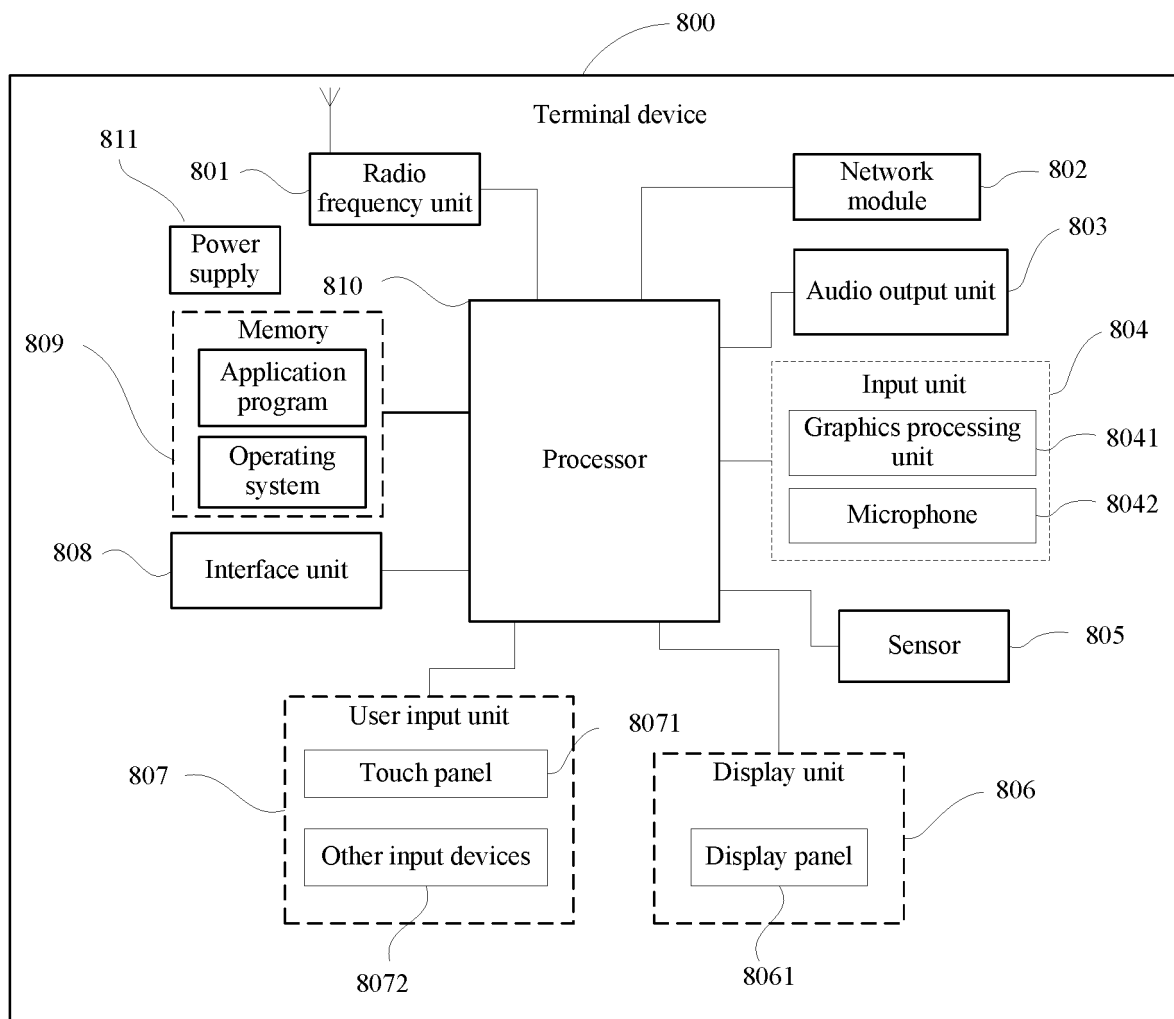 800
Terminal device
811
801
Radio
frequency unit
Network
module
802
Power
supply
803
Audio output unit
810
Memory
809
Application
program
Operating
system
Processor
804
Input unit
Graphics processing
unit
8041
Microphone
8042
808
Interface unit
Sensor
805
User input unit
8071
807
Touch panel
Other input devices
8072
Display unit
806
Display panel
8061